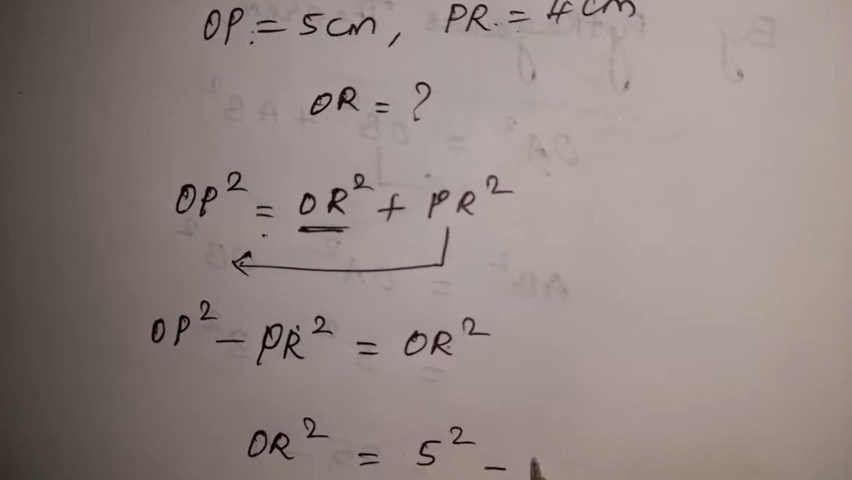 OP = 5cm, PR = 4cm
OR = ?
OP² = OR² + PR²
OP² - PR² = OR²
OR² = 5² -